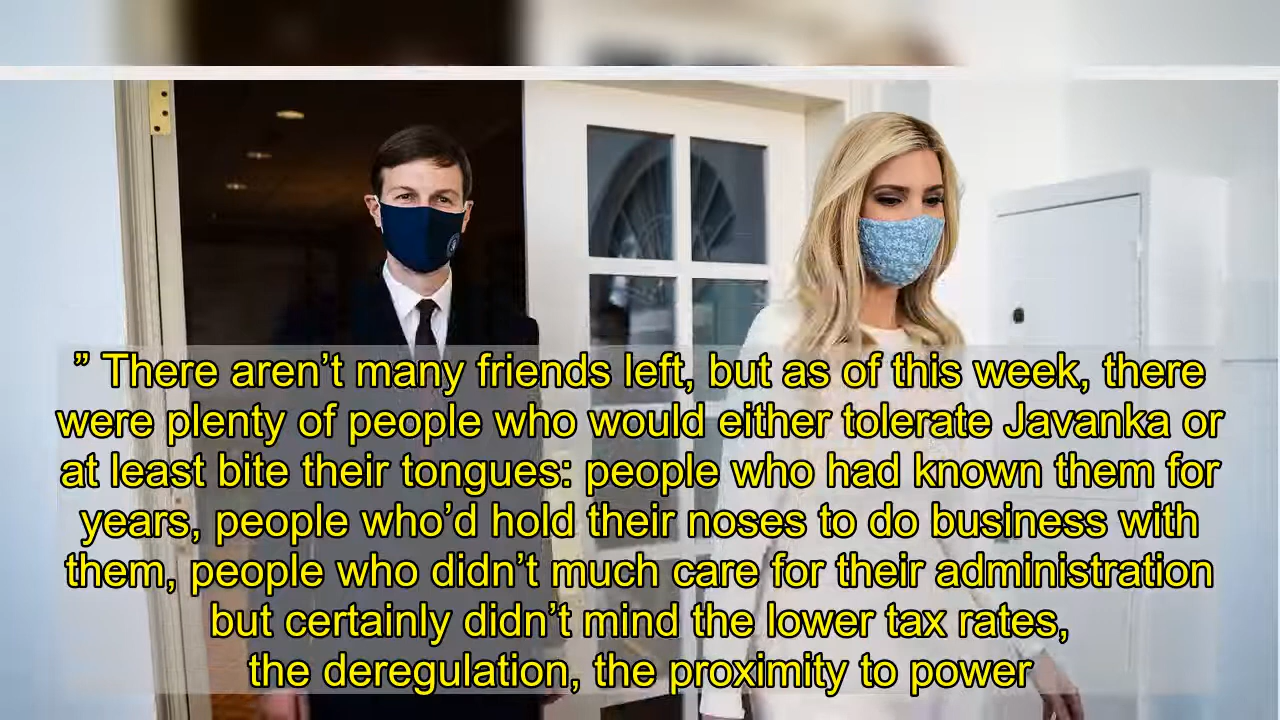 ” There aren’t many friends left, but as of this week, there
were plenty of people who would either tolerate Javanka or
at least bite their tongues: people who had known them for
years, people who’d hold their noses to do business with
them, people who didn’t much care for their administration
but certainly didn’t mind the lower tax rates,
the deregulation, the proximity to power